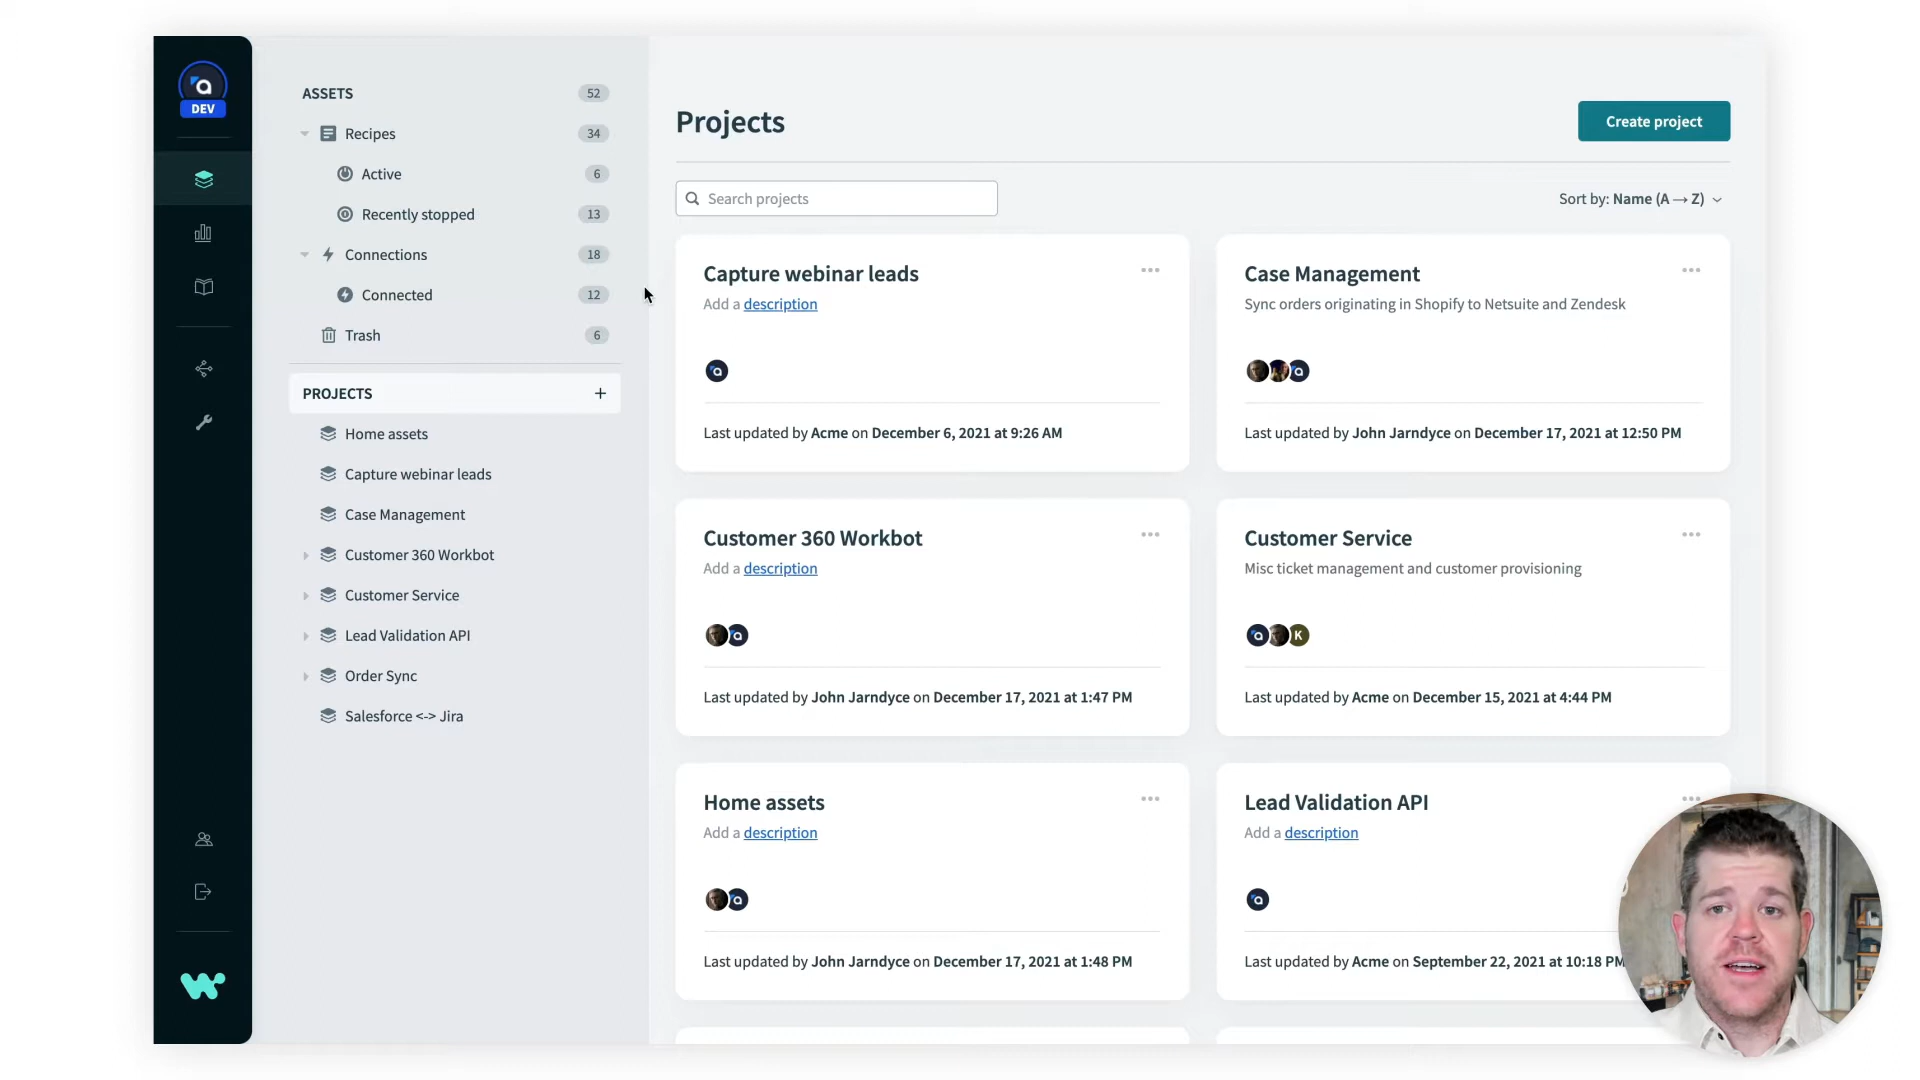 DEV
ASSETS 52
Recipes 34
Active 6
Recently stopped 13
Connections 18
Connected 12
Trash 6
PROJECTS +
Home assets
Capture webinar leads
Case Management
Customer 360 Workbot
Customer Service
Lead Validation API
Order Sync
Salesforce <-> Jira
Projects
Create project
Search projects
Sort by: Name (A → Z)
Capture webinar leads
Add a description
Last updated by Acme on December 6, 2021 at 9:26 AM
Case Management
Sync orders originating in Shopify to Netsuite and Zendesk
Last updated by John Jarndyce on December 17, 2021 at 12:50 PM
Customer 360 Workbot
Add a description
Last updated by John Jarndyce on December 17, 2021 at 1:47 PM
Customer Service
Misc ticket management and customer provisioning
K
Last updated by Acme on December 15, 2021 at 4:44 PM
Home assets
Add a description
Last updated by John Jarndyce on December 17, 2021 at 1:48 PM
Lead Validation API
Add a description
Last updated by Acme on September 22, 2021 at 10:18 PM